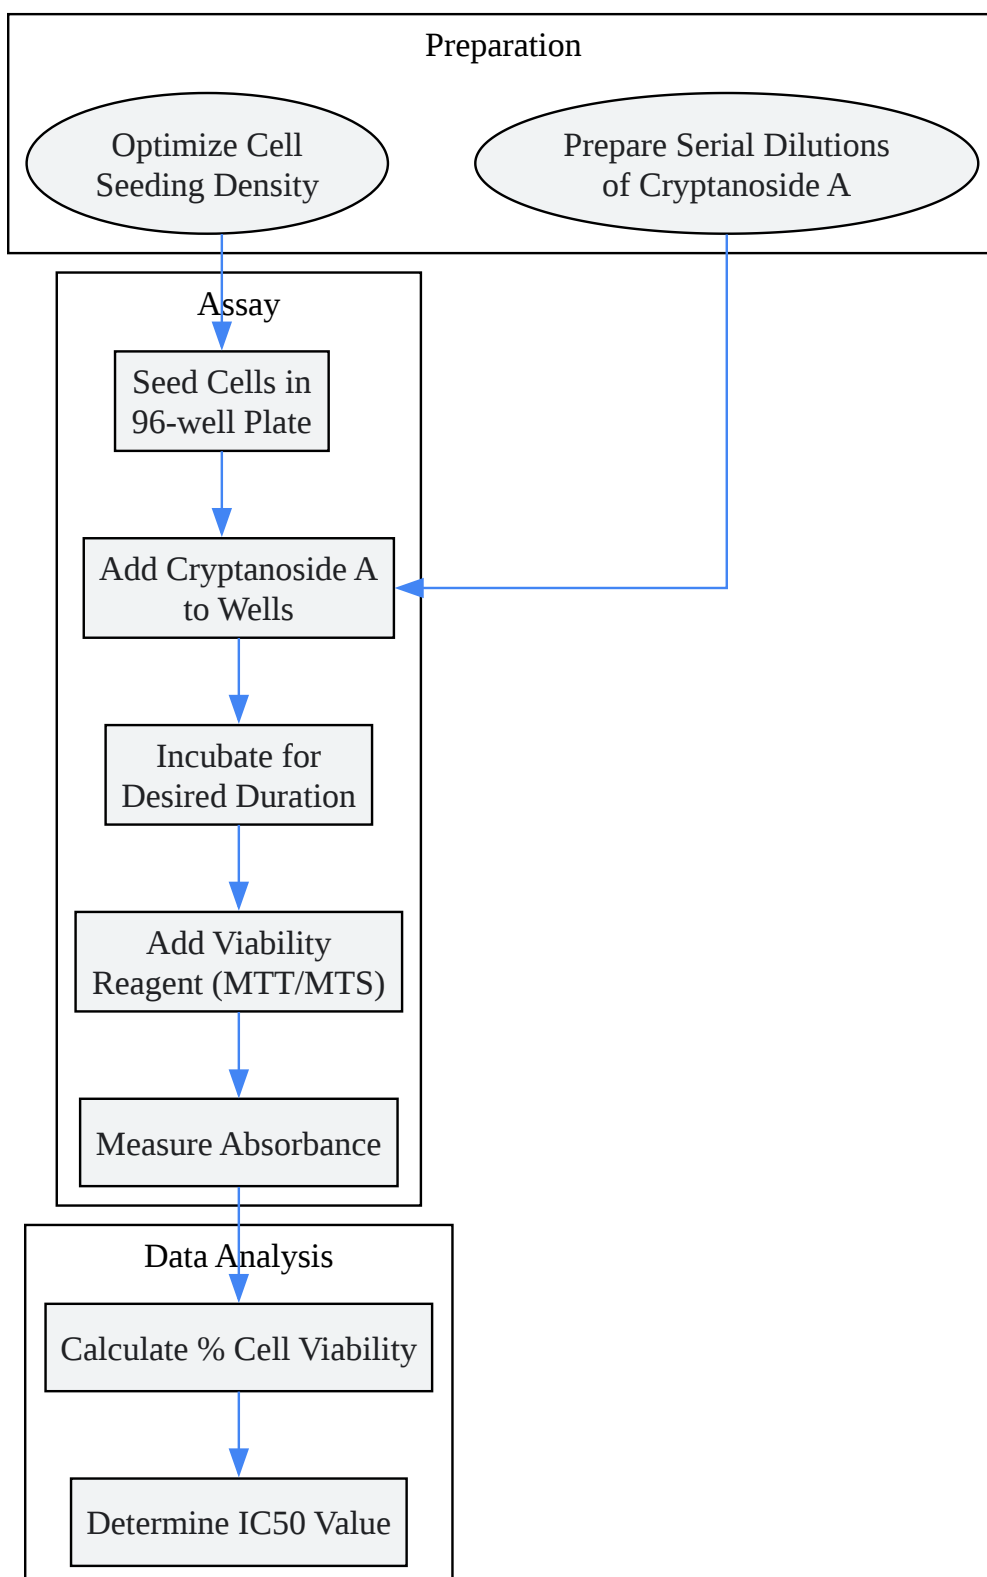 Preparation
Optimize Cell
Seeding Density
Prepare Serial Dilutions
of Cryptanoside A
Assay
Seed Cells in
96-well Plate
Add Cryptanoside A
to Wells
Incubate for
Desired Duration
Add Viability
Reagent (MTT/MTS)
Measure Absorbance
Data Analysis
Calculate % Cell Viability
Determine IC50 Value